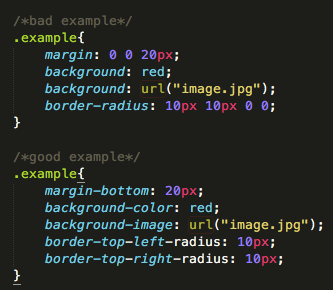 /*bad example*/
.example{
    margin: 0 0 20px;
    background: red;
    background: url("image.jpg");
    border-radius: 10px 10px 0 0;
}

/*good example*/
.example{
    margin-bottom: 20px;
    background-color: red;
    background-image: url("image.jpg");
    border-top-left-radius: 10px;
    border-top-right-radius: 10px;
}